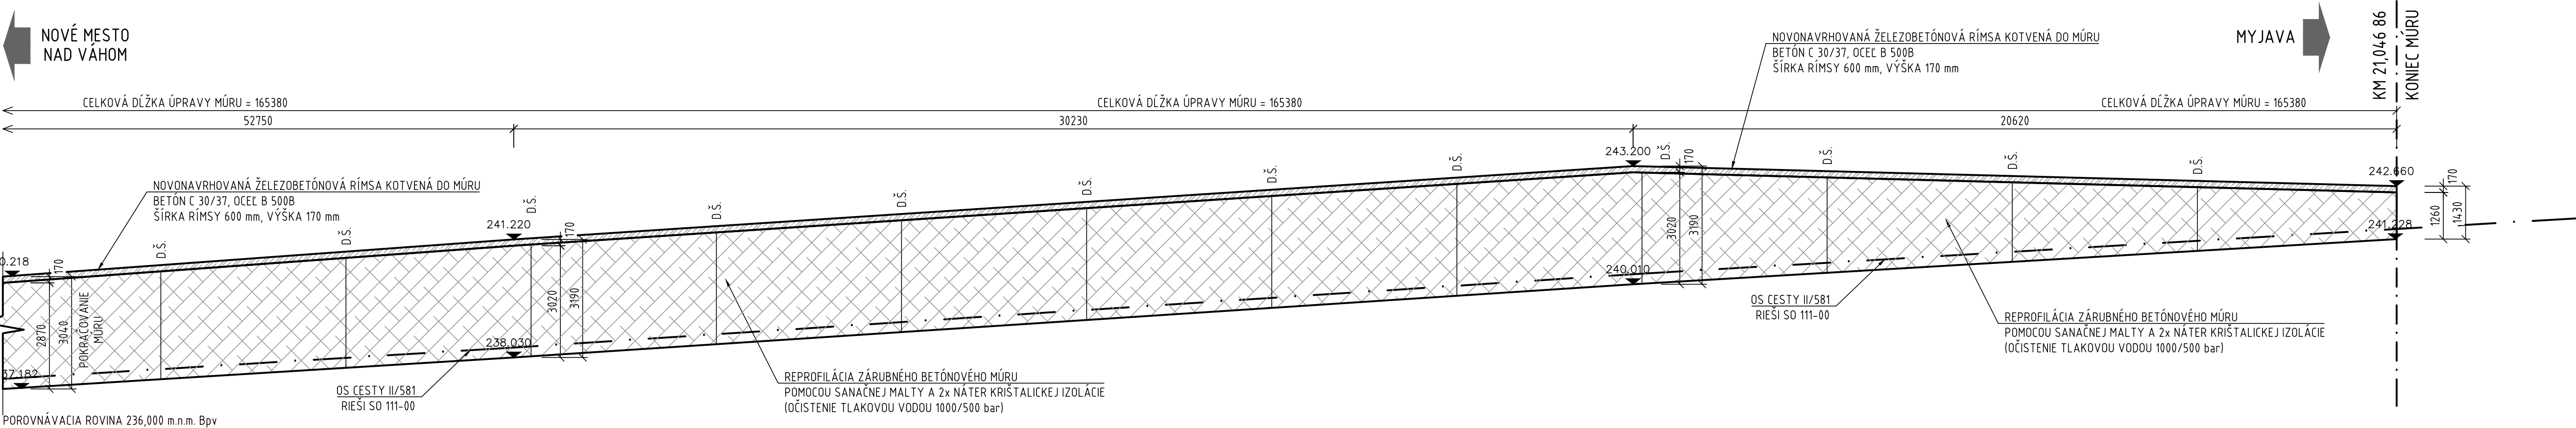 NOVÉ MESTO
NAD VÁHOM
MYJAVA
KM 21,046 86
KONIEC MÚRU
CELKOVÁ DĹŽKA ÚPRAVY MÚRU = 165380
CELKOVÁ DĹŽKA ÚPRAVY MÚRU = 165380
CELKOVÁ DĹŽKA ÚPRAVY MÚRU = 165380
52750
30230
20620
NOVONAVRHOVANÁ ŽELEZOBETÓNOVÁ RÍMSA KOTVENÁ DO MÚRU
BETÓN C 30/37, OCEĽ B 500B
ŠÍRKA RÍMSY 600 mm, VÝŠKA 170 mm
NOVONAVRHOVANÁ ŽELEZOBETÓNOVÁ RÍMSA KOTVENÁ DO MÚRU
BETÓN C 30/37, OCEĽ B 500B
ŠÍRKA RÍMSY 600 mm, VÝŠKA 170 mm
0.218
170
2870
3040
POKRAČOVANIE
MÚRU
37.182
D.Š.
D.Š.
241.220
D.Š.
170
3020
3190
238.030
D.Š.
D.Š.
D.Š.
D.Š.
D.Š.
243.200
D.Š.
170
3020
3190
240.010
D.Š.
D.Š.
D.Š.
242.660
170
1260
1430
241.228
OS CESTY II/581
RIEŠI SO 111-00
OS CESTY II/581
RIEŠI SO 111-00
REPROFILÁCIA ZÁRUBNÉHO BETÓNOVÉHO MÚRU
POMOCOU SANAČNEJ MALTY A 2x NÁTER KRIŠTALICKEJ IZOLÁCIE
(OČISTENIE TLAKOVOU VODOU 1000/500 bar)
REPROFILÁCIA ZÁRUBNÉHO BETÓNOVÉHO MÚRU
POMOCOU SANAČNEJ MALTY A 2x NÁTER KRIŠTALICKEJ IZOLÁCIE
(OČISTENIE TLAKOVOU VODOU 1000/500 bar)
POROVNÁVACIA ROVINA 236,000 m.n.m. Bpv